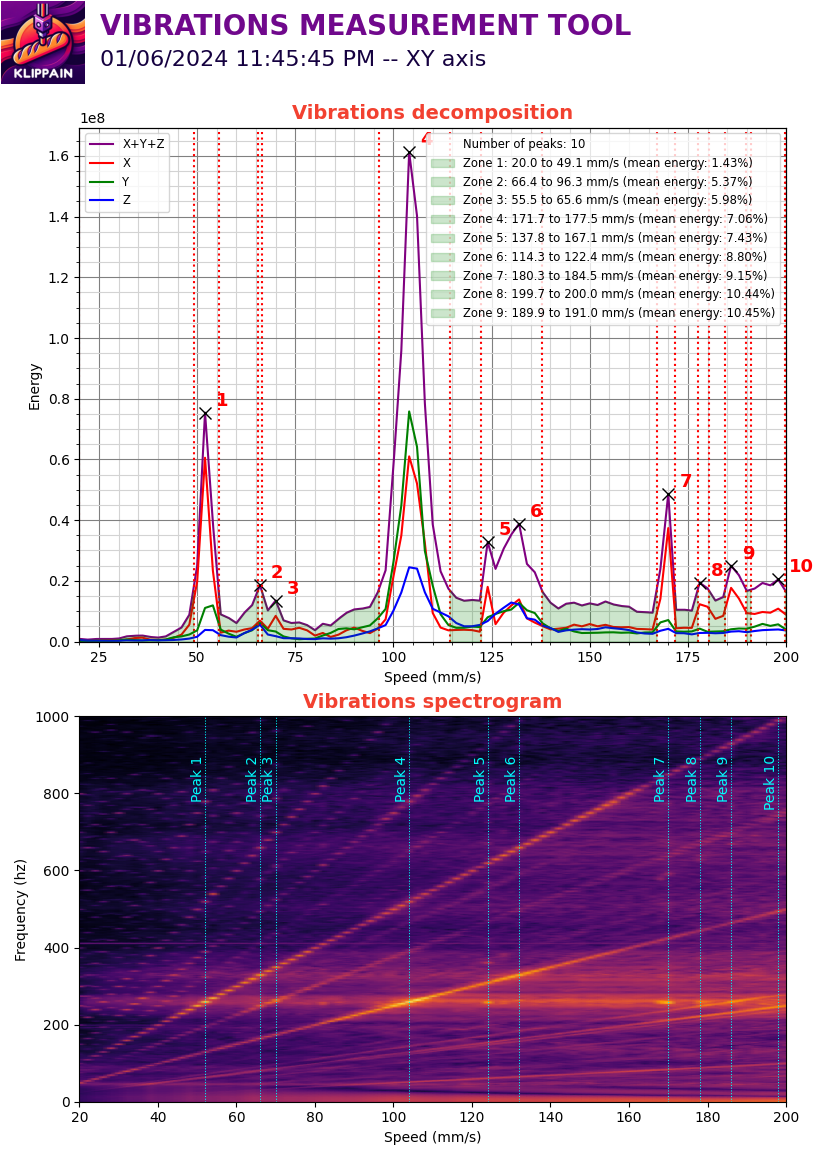 KLIPPAIN
VIBRATIONS MEASUREMENT TOOL
01/06/2024 11:45:45 PM -- XY axis
Vibrations decomposition
1e8
X+Y+Z
X
Y
Z
Number of peaks: 10
Zone 1: 20.0 to 49.1 mm/s (mean energy: 1.43%)
Zone 2: 66.4 to 96.3 mm/s (mean energy: 5.37%)
Zone 3: 55.5 to 65.6 mm/s (mean energy: 5.98%)
Zone 4: 171.7 to 177.5 mm/s (mean energy: 7.06%)
Zone 5: 137.8 to 167.1 mm/s (mean energy: 7.43%)
Zone 6: 114.3 to 122.4 mm/s (mean energy: 8.80%)
Zone 7: 180.3 to 184.5 mm/s (mean energy: 9.15%)
Zone 8: 199.7 to 200.0 mm/s (mean energy: 10.44%)
Zone 9: 189.9 to 191.0 mm/s (mean energy: 10.45%)
1.6
1.4
1.2
1.0
0.8
0.6
0.4
0.2
0.0
Energy
1
2
3
4
5
6
7
8
9
10
25 50 75 100 125 150 175 200
Speed (mm/s)
Vibrations spectrogram
1000
800
600
400
200
0
Frequency (hz)
Peak 1
Peak 2
Peak 3
Peak 4
Peak 5
Peak 6
Peak 7
Peak 8
Peak 9
Peak 10
20 40 60 80 100 120 140 160 180 200
Speed (mm/s)